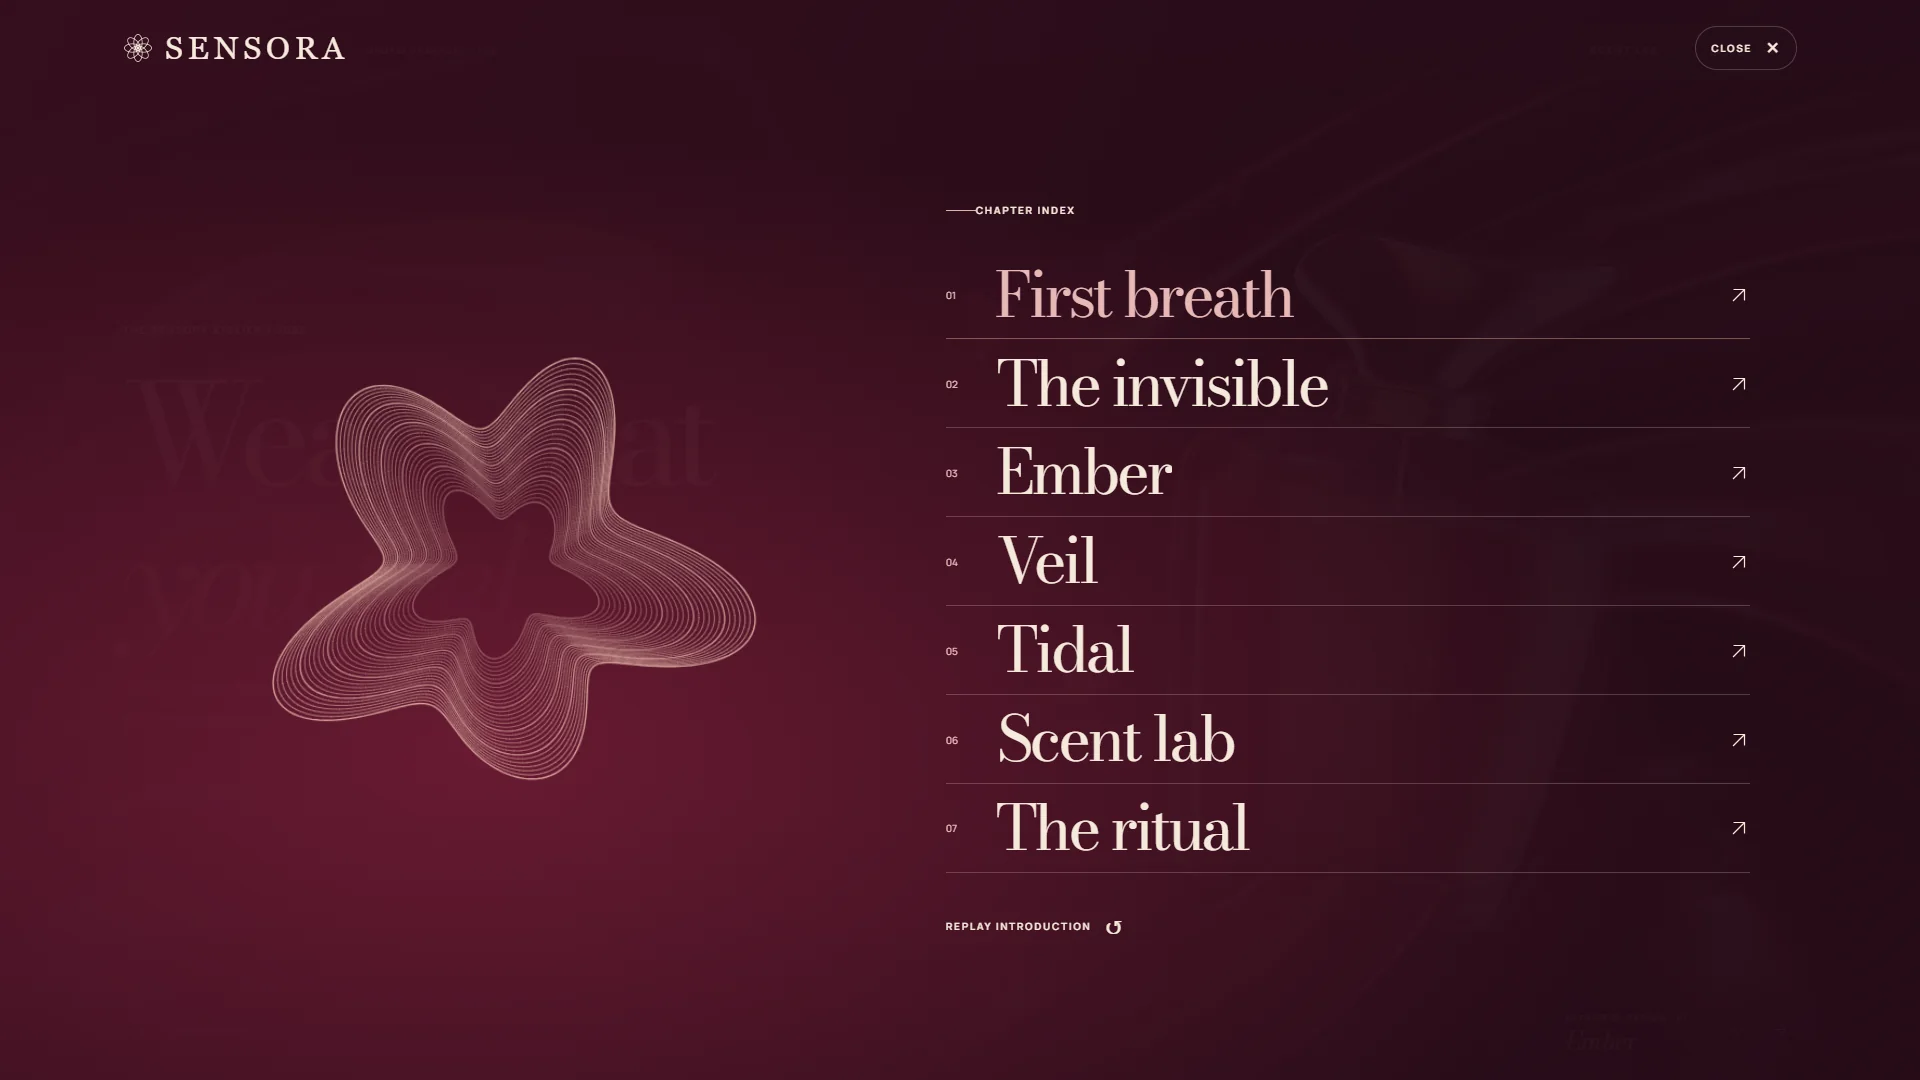 SENSORA
CLOSE
CHAPTER INDEX
01 First breath
02 The invisible
03 Ember
04 Veil
05 Tidal
06 Scent lab
07 The ritual
REPLAY INTRODUCTION
Ember